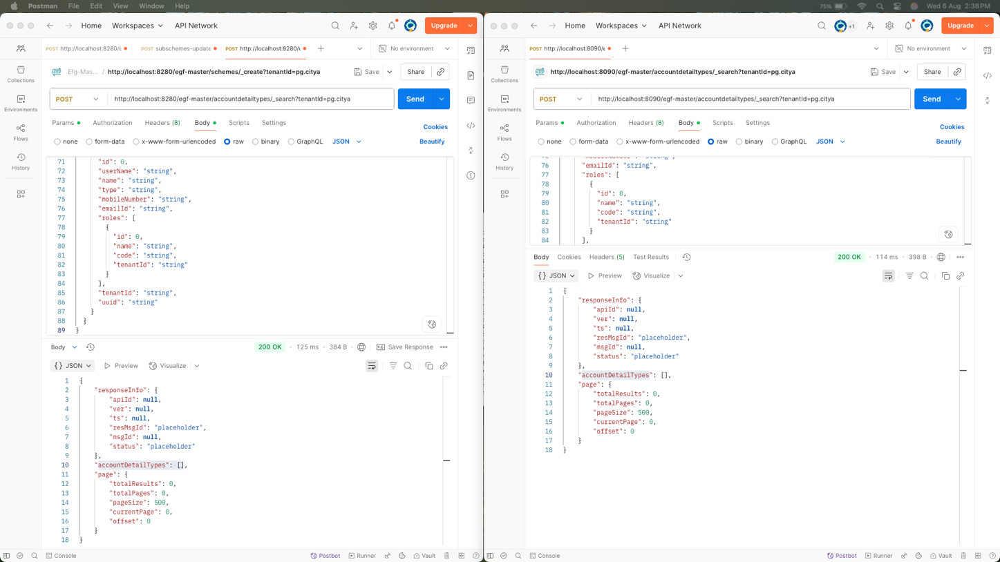 Postman File Edit View Window Help
75% Wed 6 Aug 2:38 PM
Home Workspaces API Network
Upgrade
POST http://localhost:8280/e
POST subschemes-update
POST http://localhost:8280/e
No environment
Collections
Environments
Flows
History
Efg-Mas... / http://localhost:8280/egf-master/schemes/_create?tenantId=pg.citya
Save
Share
POST http://localhost:8280/egf-master/accountdetailtypes/_search?tenantId=pg.citya
Send
Params Authorization Headers (8) Body Scripts Settings
Cookies
none form-data x-www-form-urlencoded raw binary GraphQL JSON
Beautify
71 "id": 0,
72 "userName": "string",
73 "name": "string",
74 "type": "string",
75 "mobileNumber": "string",
76 "emailId": "string",
77 "roles": [
78 {
79 "id": 0,
80 "name": "string",
81 "code": "string",
82 "tenantId": "string"
83 }
84 ],
85 "tenantId": "string",
86 "uuid": "string"
87 }
88 }
89 }
Body 200 OK • 125 ms • 384 B Save Response
{} JSON Preview Visualize
1 {
2 "responseInfo": {
3 "apiId": null,
4 "ver": null,
5 "ts": null,
6 "resMsgId": "placeholder",
7 "msgId": null,
8 "status": "placeholder"
9 },
10 "accountDetailTypes": [],
11 "page": {
12 "totalResults": 0,
13 "totalPages": 0,
14 "pageSize": 500,
15 "currentPage": 0,
16 "offset": 0
17 }
18 }
Console Postbot Runner Vault
Home Workspaces API Network
+1
Upgrade
POST http://localhost:8090/e
No environment
Collections
Environments
Flows
History
HTTP http://localhost:8090/egf-master/accountdetailtypes/_search?tenantId=pg.citya
Save
Share
POST http://localhost:8090/egf-master/accountdetailtypes/_search?tenantId=pg.citya
Send
Params Authorization Headers (8) Body Scripts Settings
Cookies
none form-data x-www-form-urlencoded raw binary GraphQL JSON
Beautify
75 "mobileNumber": "string",
76 "emailId": "string",
77 "roles": [
78 {
79 "id": 0,
80 "name": "string",
81 "code": "string",
82 "tenantId": "string"
83 }
84 ],
Body Cookies Headers (5) Test Results
200 OK • 114 ms • 398 B
{} JSON Preview Visualize
1 {
2 "responseInfo": {
3 "apiId": null,
4 "ver": null,
5 "ts": null,
6 "resMsgId": "placeholder",
7 "msgId": null,
8 "status": "placeholder"
9 },
10 "accountDetailTypes": [],
11 "page": {
12 "totalResults": 0,
13 "totalPages": 0,
14 "pageSize": 500,
15 "currentPage": 0,
16 "offset": 0
17 }
18 }
Console Postbot Runner Vault